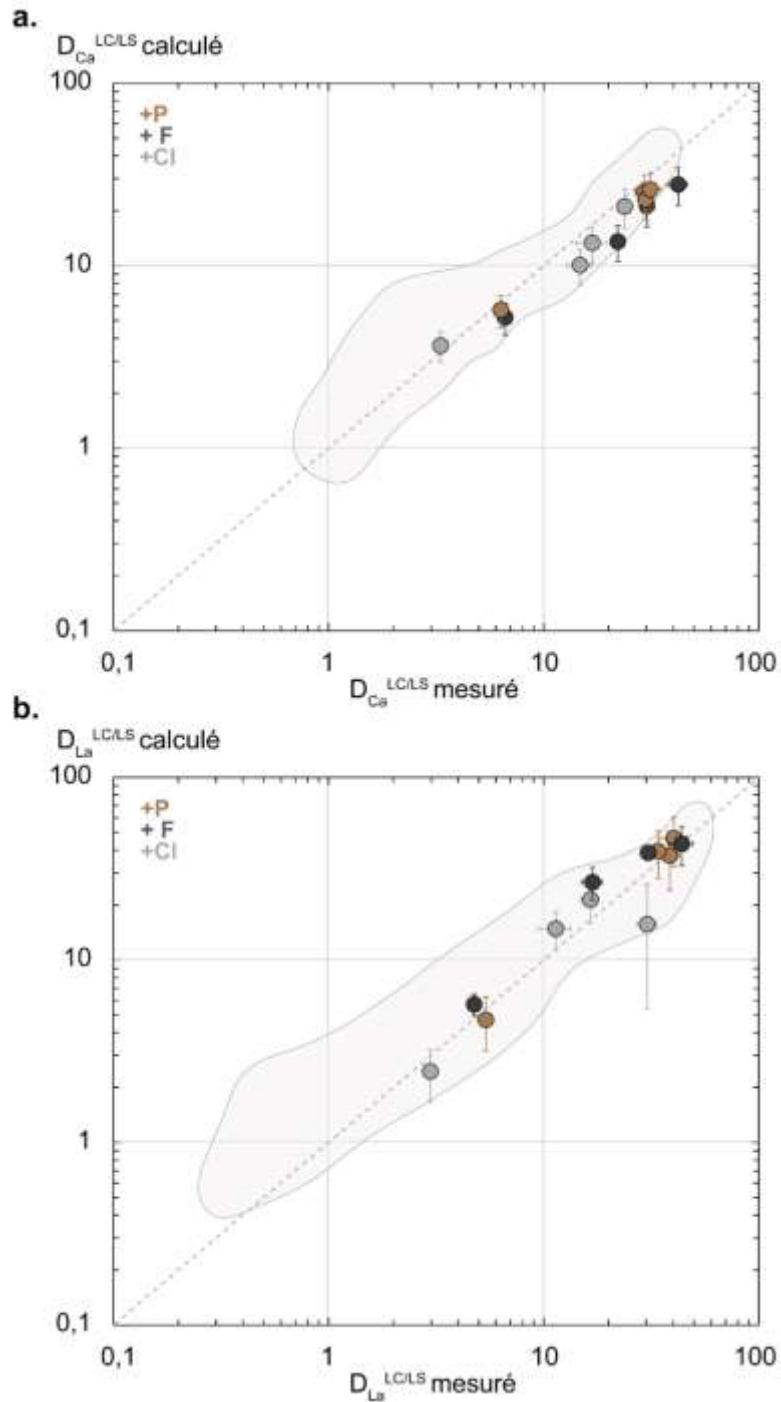 a.
D_Ca^LC/LS calculé
100
+P
+ F
+Cl
10
1
0,1
0,1 1 10 100
D_Ca^LC/LS mesuré
b.
D_La^LC/LS calculé
100
+P
+ F
+Cl
10
1
0,1
0,1 1 10 100
D_La^LC/LS mesuré